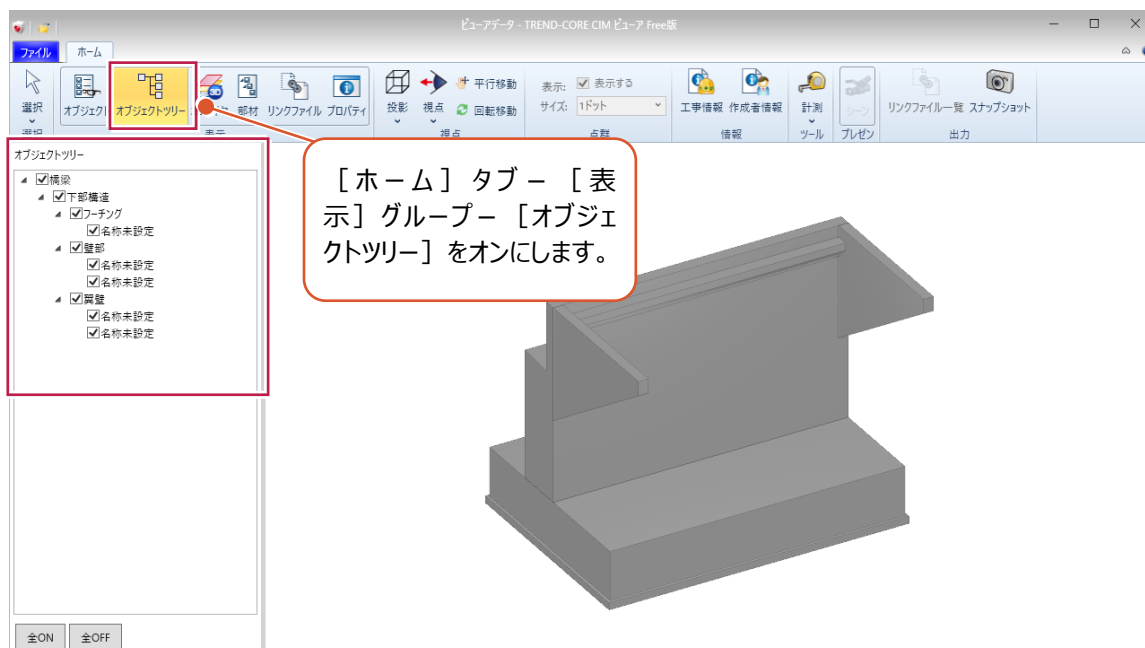 ビューアデータ - TREND-CORE CIM ビューア Free版
ファイル ホーム
選択 オブジェクト オブジェクトツリー 部材 リンクファイル プロパティ 投影 視点 平行移動 回転移動 表示: 表示する サイズ: 1ドット 工事情報 作成者情報 計測 シーン リンクファイル一覧 スナップショット
選択 表示 視点 点群 情報 ツール プレゼン 出力
オブジェクトツリー
橋梁
下部構造
フーチング
名称未設定
壁部
名称未設定
名称未設定
翼壁
名称未設定
名称未設定
[ホーム] タブ- [表
示] グループ- [オブジェ
クトツリー] をオンにします。
全ON 全OFF